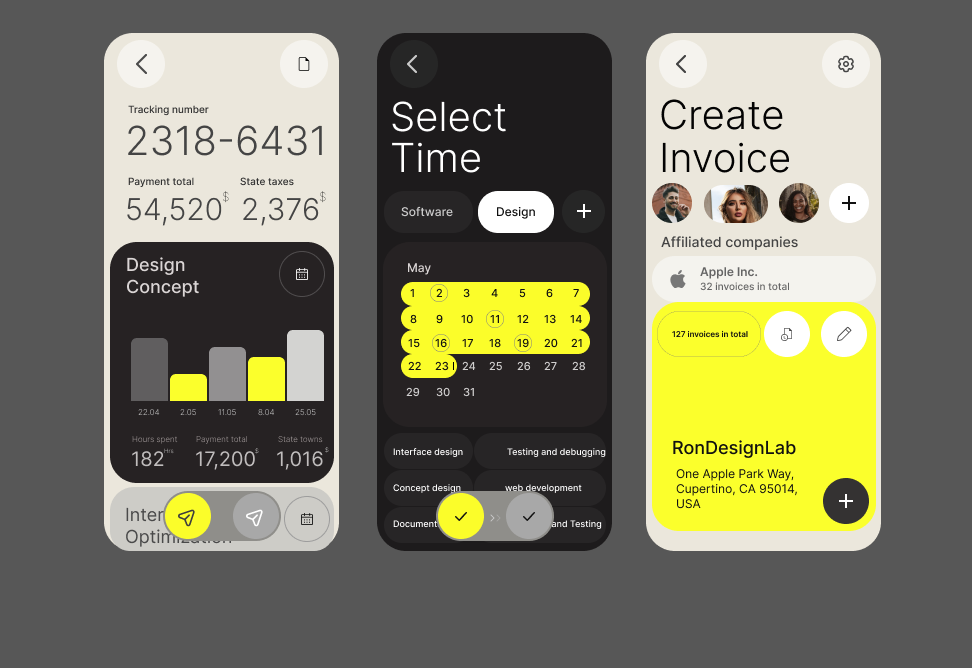 Tracking number
2318-6431
Payment total
State taxes
54,520$
2,376$
Design
Concept
22.04 2.05 11.05 8.04 25.05
Hours spent
Payment total
State towns
182Hrs
17,200$
1,016$
Optimization
Select
Time
Software
Design
May
1 2 3 4 5 6 7
8 9 10 11 12 13 14
15 16 17 18 19 20 21
22 23 24 25 26 27 28
29 30 31
Interface design
Testing and debugging
Concept design
web development
Document
and Testing
Create
Invoice
Affiliated companies
Apple Inc.
32 invoices in total
127 invoices in total
RonDesignLab
One Apple Park Way,
Cupertino, CA 95014,
USA